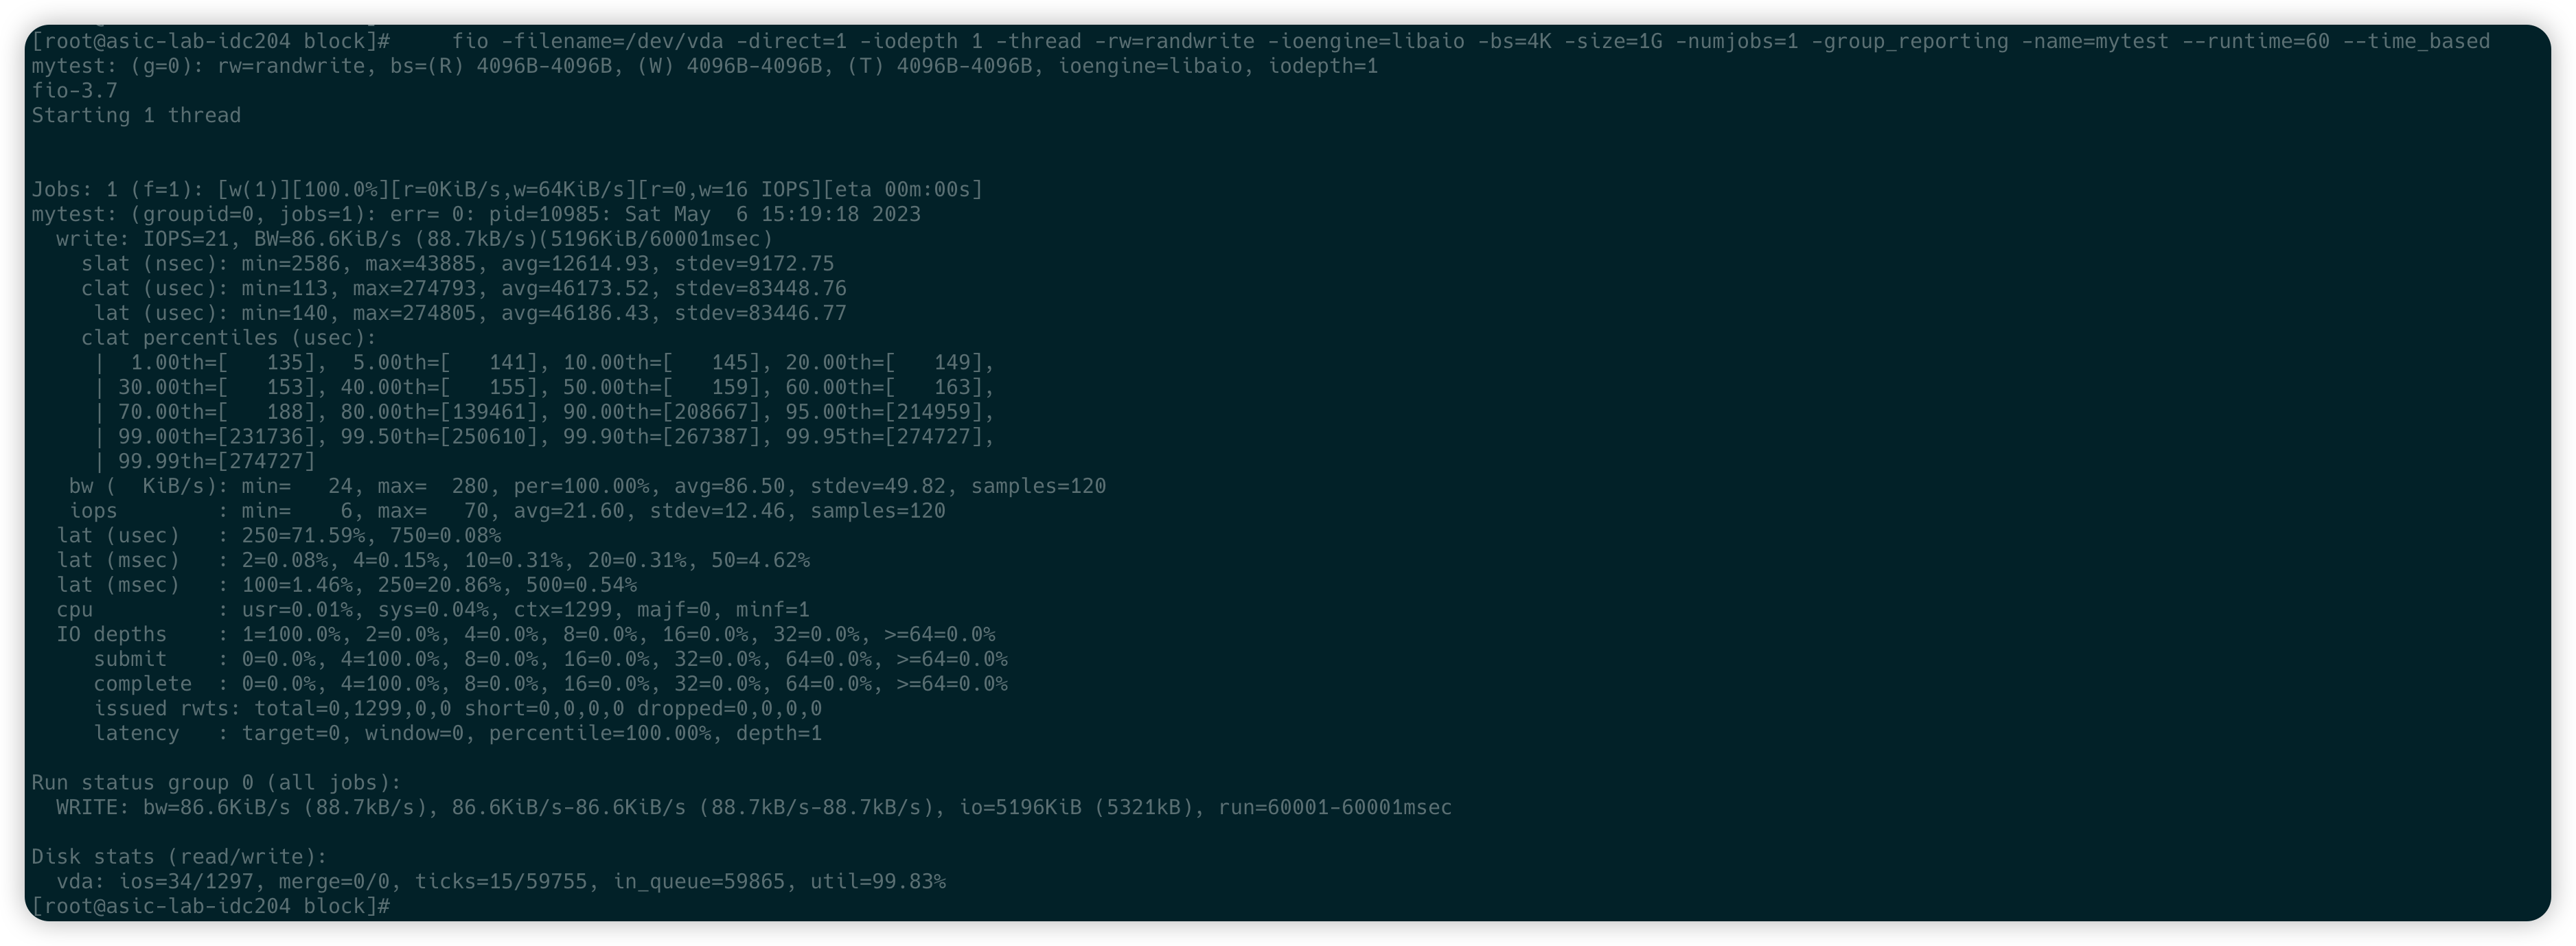 [root@asic-lab-idc204 block]#     fio -filename=/dev/vda -direct=1 -iodepth 1 -thread -rw=randwrite -ioengine=libaio -bs=4K -size=1G -numjobs=1 -group_reporting -name=mytest --runtime=60 --time_based
mytest: (g=0): rw=randwrite, bs=(R) 4096B-4096B, (W) 4096B-4096B, (T) 4096B-4096B, ioengine=libaio, iodepth=1
fio-3.7
Starting 1 thread
Jobs: 1 (f=1): [w(1)][100.0%][r=0KiB/s,w=64KiB/s][r=0,w=16 IOPS][eta 00m:00s]
mytest: (groupid=0, jobs=1): err= 0: pid=10985: Sat May  6 15:19:18 2023
  write: IOPS=21, BW=86.6KiB/s (88.7kB/s)(5196KiB/60001msec)
    slat (nsec): min=2586, max=43885, avg=12614.93, stdev=9172.75
    clat (usec): min=113, max=274793, avg=46173.52, stdev=83448.76
     lat (usec): min=140, max=274805, avg=46186.43, stdev=83446.77
    clat percentiles (usec):
     |  1.00th=[   135],  5.00th=[   141], 10.00th=[   145], 20.00th=[   149],
     | 30.00th=[   153], 40.00th=[   155], 50.00th=[   159], 60.00th=[   163],
     | 70.00th=[   188], 80.00th=[139461], 90.00th=[208667], 95.00th=[214959],
     | 99.00th=[231736], 99.50th=[250610], 99.90th=[267387], 99.95th=[274727],
     | 99.99th=[274727]
   bw (  KiB/s): min=   24, max=  280, per=100.00%, avg=86.50, stdev=49.82, samples=120
   iops        : min=    6, max=   70, avg=21.60, stdev=12.46, samples=120
  lat (usec)   : 250=71.59%, 750=0.08%
  lat (msec)   : 2=0.08%, 4=0.15%, 10=0.31%, 20=0.31%, 50=4.62%
  lat (msec)   : 100=1.46%, 250=20.86%, 500=0.54%
  cpu          : usr=0.01%, sys=0.04%, ctx=1299, majf=0, minf=1
  IO depths    : 1=100.0%, 2=0.0%, 4=0.0%, 8=0.0%, 16=0.0%, 32=0.0%, >=64=0.0%
     submit    : 0=0.0%, 4=100.0%, 8=0.0%, 16=0.0%, 32=0.0%, 64=0.0%, >=64=0.0%
     complete  : 0=0.0%, 4=100.0%, 8=0.0%, 16=0.0%, 32=0.0%, 64=0.0%, >=64=0.0%
     issued rwts: total=0,1299,0,0 short=0,0,0,0 dropped=0,0,0,0
     latency   : target=0, window=0, percentile=100.00%, depth=1
Run status group 0 (all jobs):
  WRITE: bw=86.6KiB/s (88.7kB/s), 86.6KiB/s-86.6KiB/s (88.7kB/s-88.7kB/s), io=5196KiB (5321kB), run=60001-60001msec
Disk stats (read/write):
  vda: ios=34/1297, merge=0/0, ticks=15/59755, in_queue=59865, util=99.83%
[root@asic-lab-idc204 block]#